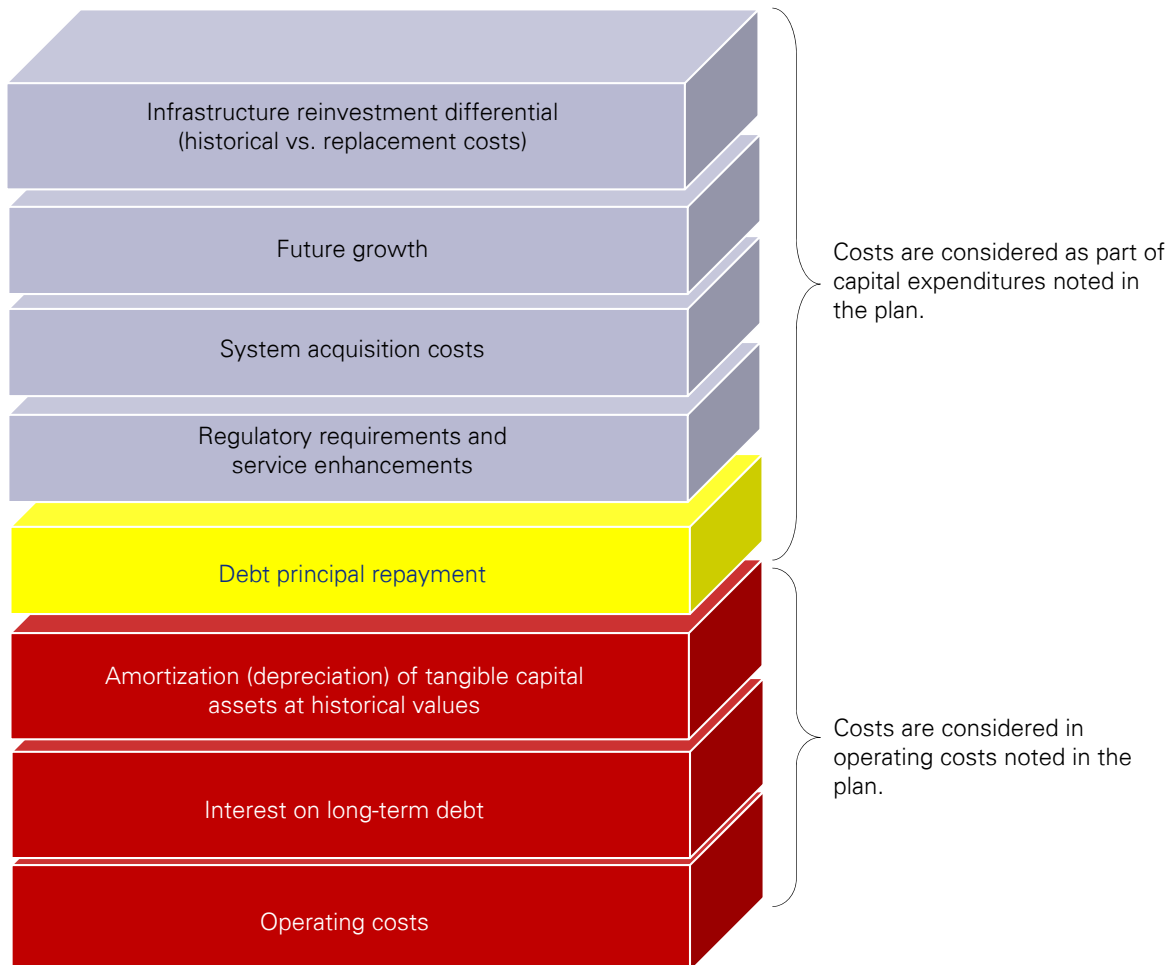 Infrastructure reinvestment differential
(historical vs. replacement costs)
Future growth
System acquisition costs
Regulatory requirements and
service enhancements
Debt principal repayment
Costs are considered as part of
capital expenditures noted in
the plan.
Amortization (depreciation) of tangible capital
assets at historical values
Interest on long-term debt
Operating costs
Costs are considered in
operating costs noted in the
plan.